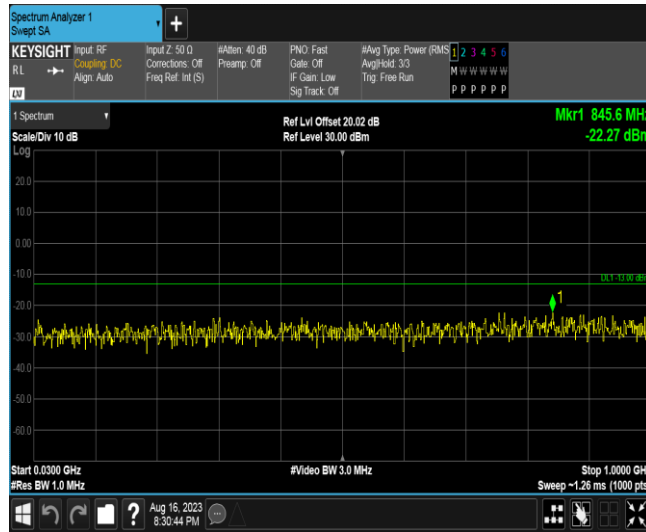 Spectrum Analyzer 1
Swept SA
+
KEYSIGHT
RL
LXI
Input: RF
Coupling: DC
Align: Auto
Input Z: 50 Ω
Corrections: Off
Freq Ref: Int (S)
#Atten: 40 dB
Preamp: Off
PNO: Fast
Gate: Off
IF Gain: Low
Sig Track: Off
#Avg Type: Power (RMS
Avg|Hold: 3/3
Trig: Free Run
1 2 3 4 5 6
M W W W W W
P P P P P P
1 Spectrum
Scale/Div 10 dB
Ref Lvl Offset 20.02 dB
Ref Level 30.00 dBm
Mkr1 845.6 MHz
-22.27 dBm
Log
20.0
10.0
0.00
-10.0
DL1 -13.00 dBm
1
-20.0
-30.0
-40.0
-50.0
-60.0
Start 0.0300 GHz
#Res BW 1.0 MHz
#Video BW 3.0 MHz
Stop 1.0000 GH
Sweep ~1.26 ms (1000 pts
?
Aug 16, 2023
8:30:44 PM